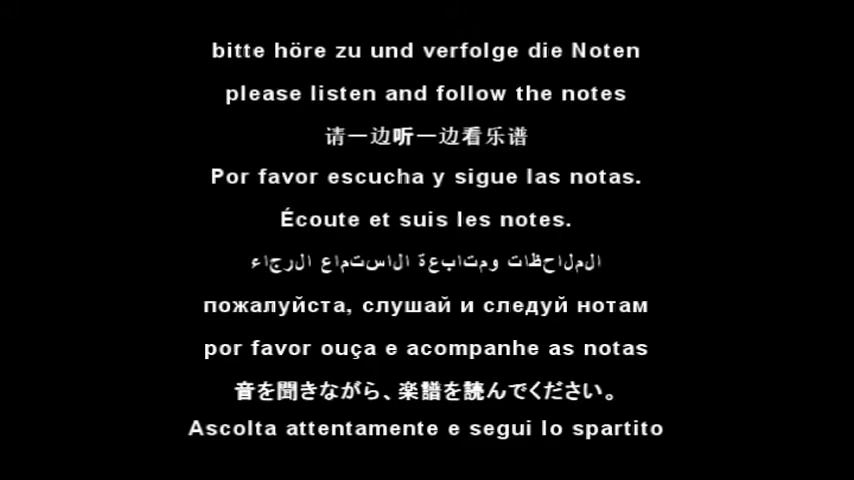 bitte höre zu und verfolge die Noten
please listen and follow the notes
请一边听一边看乐谱
Por favor escucha y sigue las notas.
Écoute et suis les notes.
الملاحظات ومتابعة الاستماع الرجاء
пожалуйста, слушай и следуй нотам
por favor ouça e acompanhe as notas
音を聞きながら、楽譜を読んでください。
Ascolta attentamente e segui lo spartito